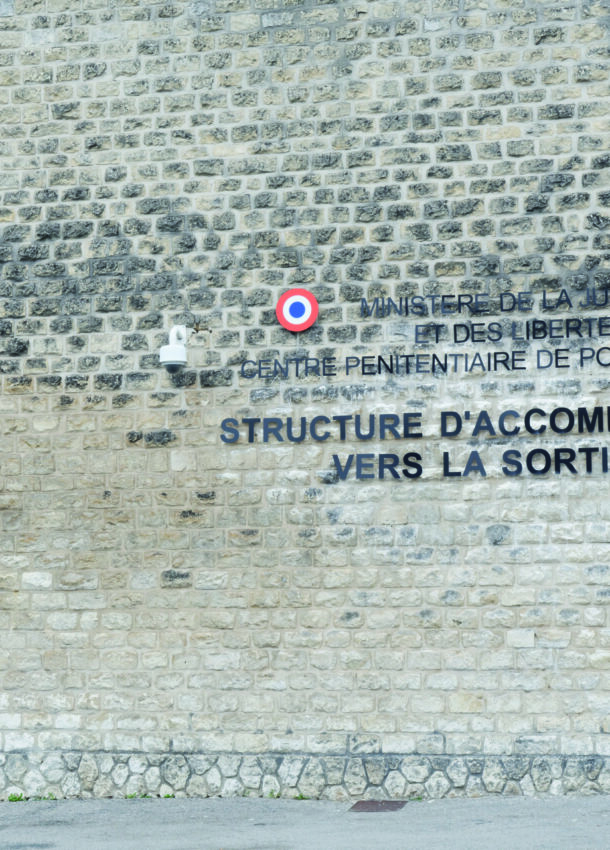 MINISTERE DE LA JU
ET DES LIBERTE
CENTRE PENITENTIAIRE DE PO
STRUCTURE D'ACCOM
VERS LA SORTI